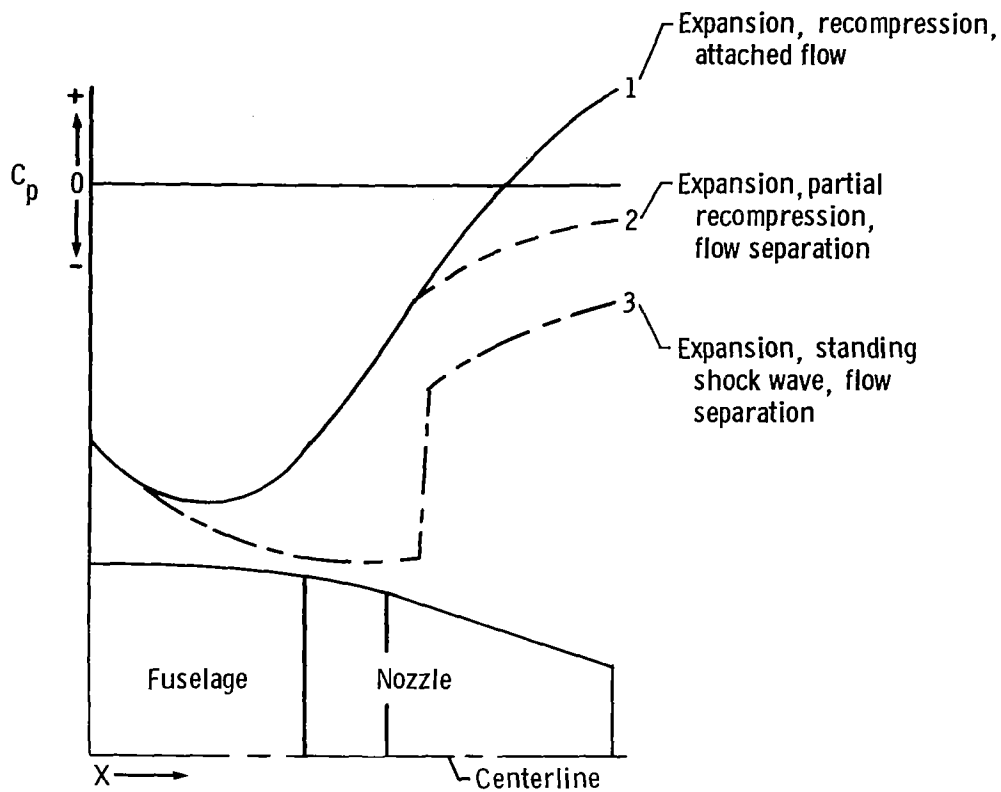 Expansion, recompression,
attached flow
1
+
C_p
0
-
Expansion, partial
recompression,
flow separation
2
3
Expansion, standing
shock wave, flow
separation
Fuselage
Nozzle
X
Centerline